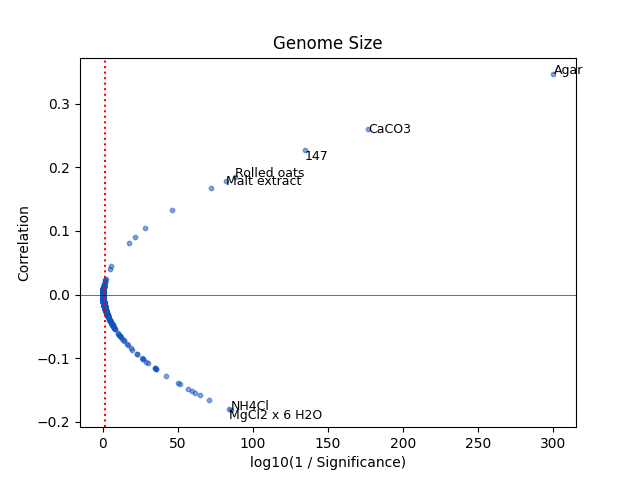 Genome Size
Agar
CaCO3
147
Rolled oats
Malt extract
NH4Cl
MgCl2 x 6 H2O
Correlation
0.3
0.2
0.1
0.0
−0.1
−0.2
0 50 100 150 200 250 300
log10(1 / Significance)